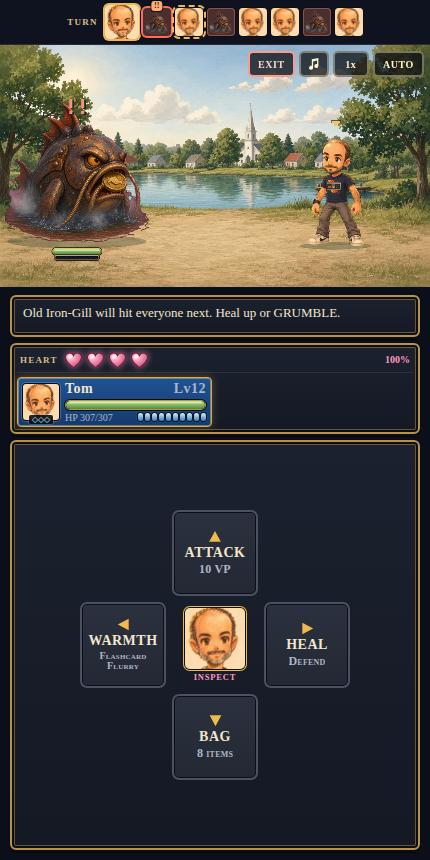 TURN
!!
EXIT
1x
AUTO
Old Iron-Gill will hit everyone next. Heal up or GRUMBLE.
HEART
100%
Tom
Lv12
HP 307/307
ATTACK
10 VP
WARMTH
Flashcard
Flurry
HEAL
Defend
INSPECT
BAG
8 items